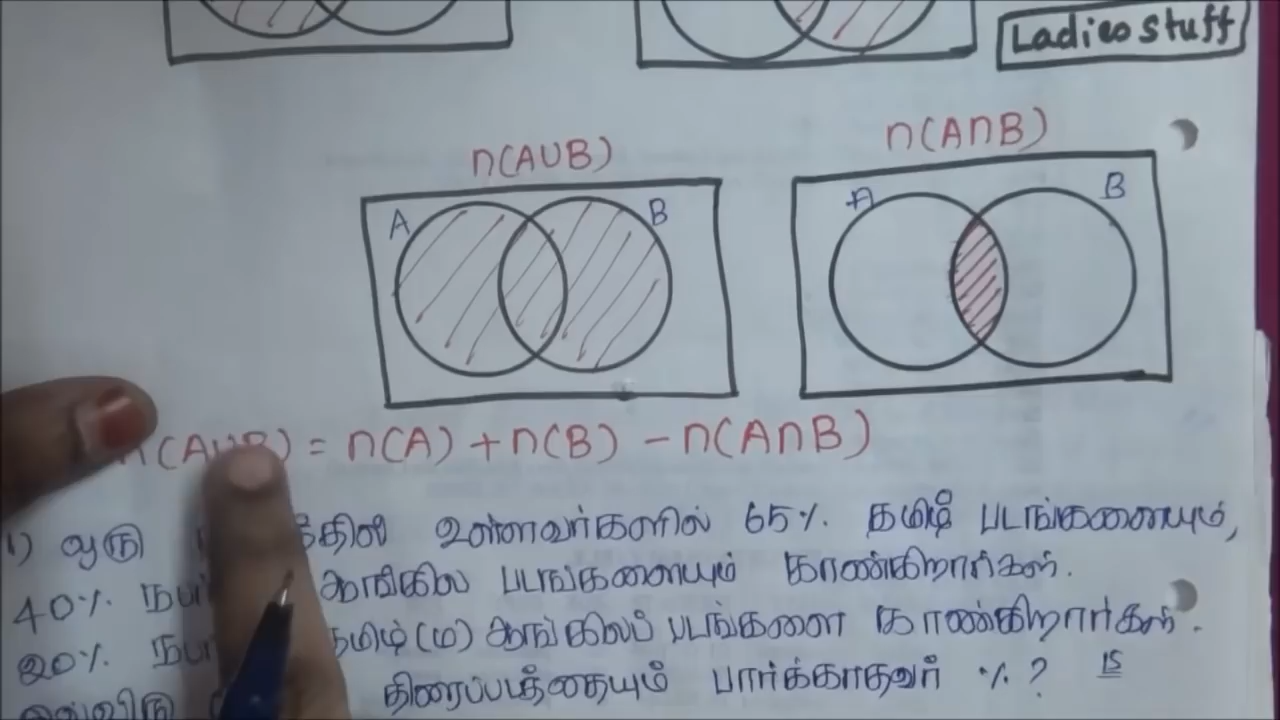 Ladies stuff
n(A∪B)
n(A∩B)
A B
A B
(A∪B) = n(A) + n(B) - n(A∩B)
1) ஒரு உள்ளவர்களில் 65% தமிழ் படங்களையும்,
40% ஆங்கில படங்களையும் காண்கிறார்கள்.
20% தமிழ் (ம) ஆங்கிலப் படங்களை காண்கிறார்கள்.
திரைப்படத்தையும் பார்க்காதவர் %? 15